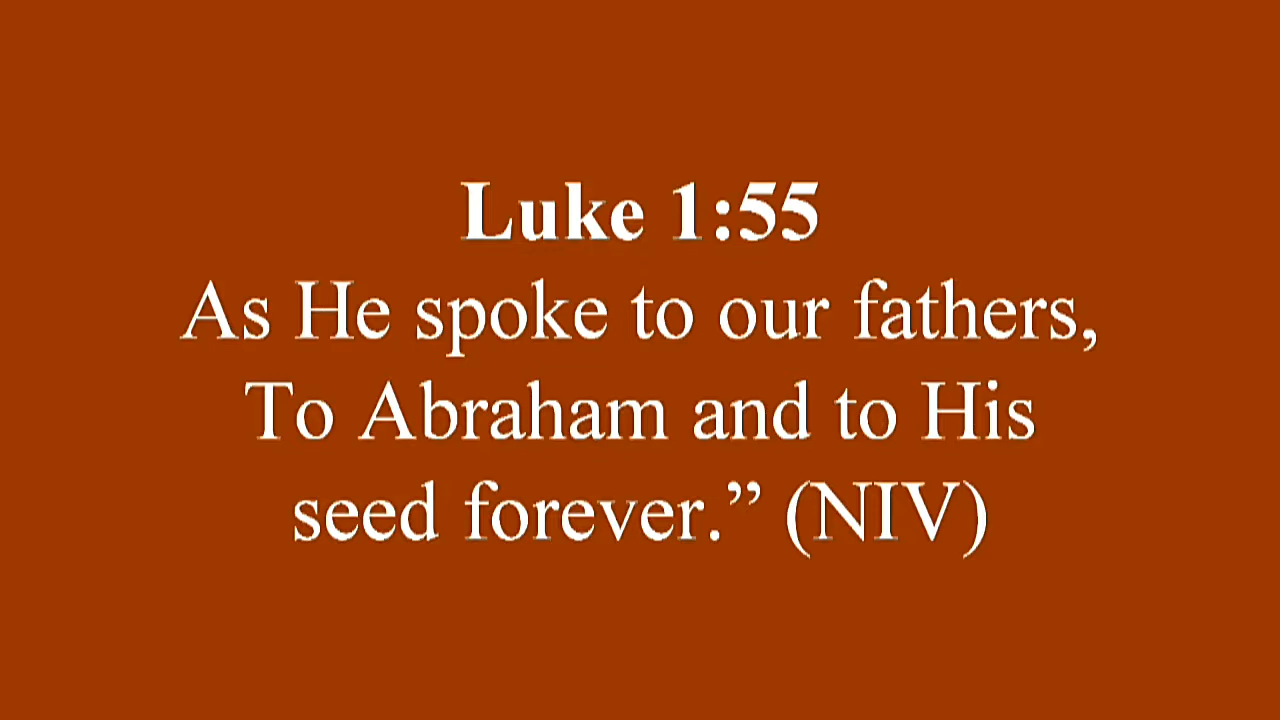 Luke 1:55
As He spoke to our fathers,
To Abraham and to His
seed forever.” (NIV)